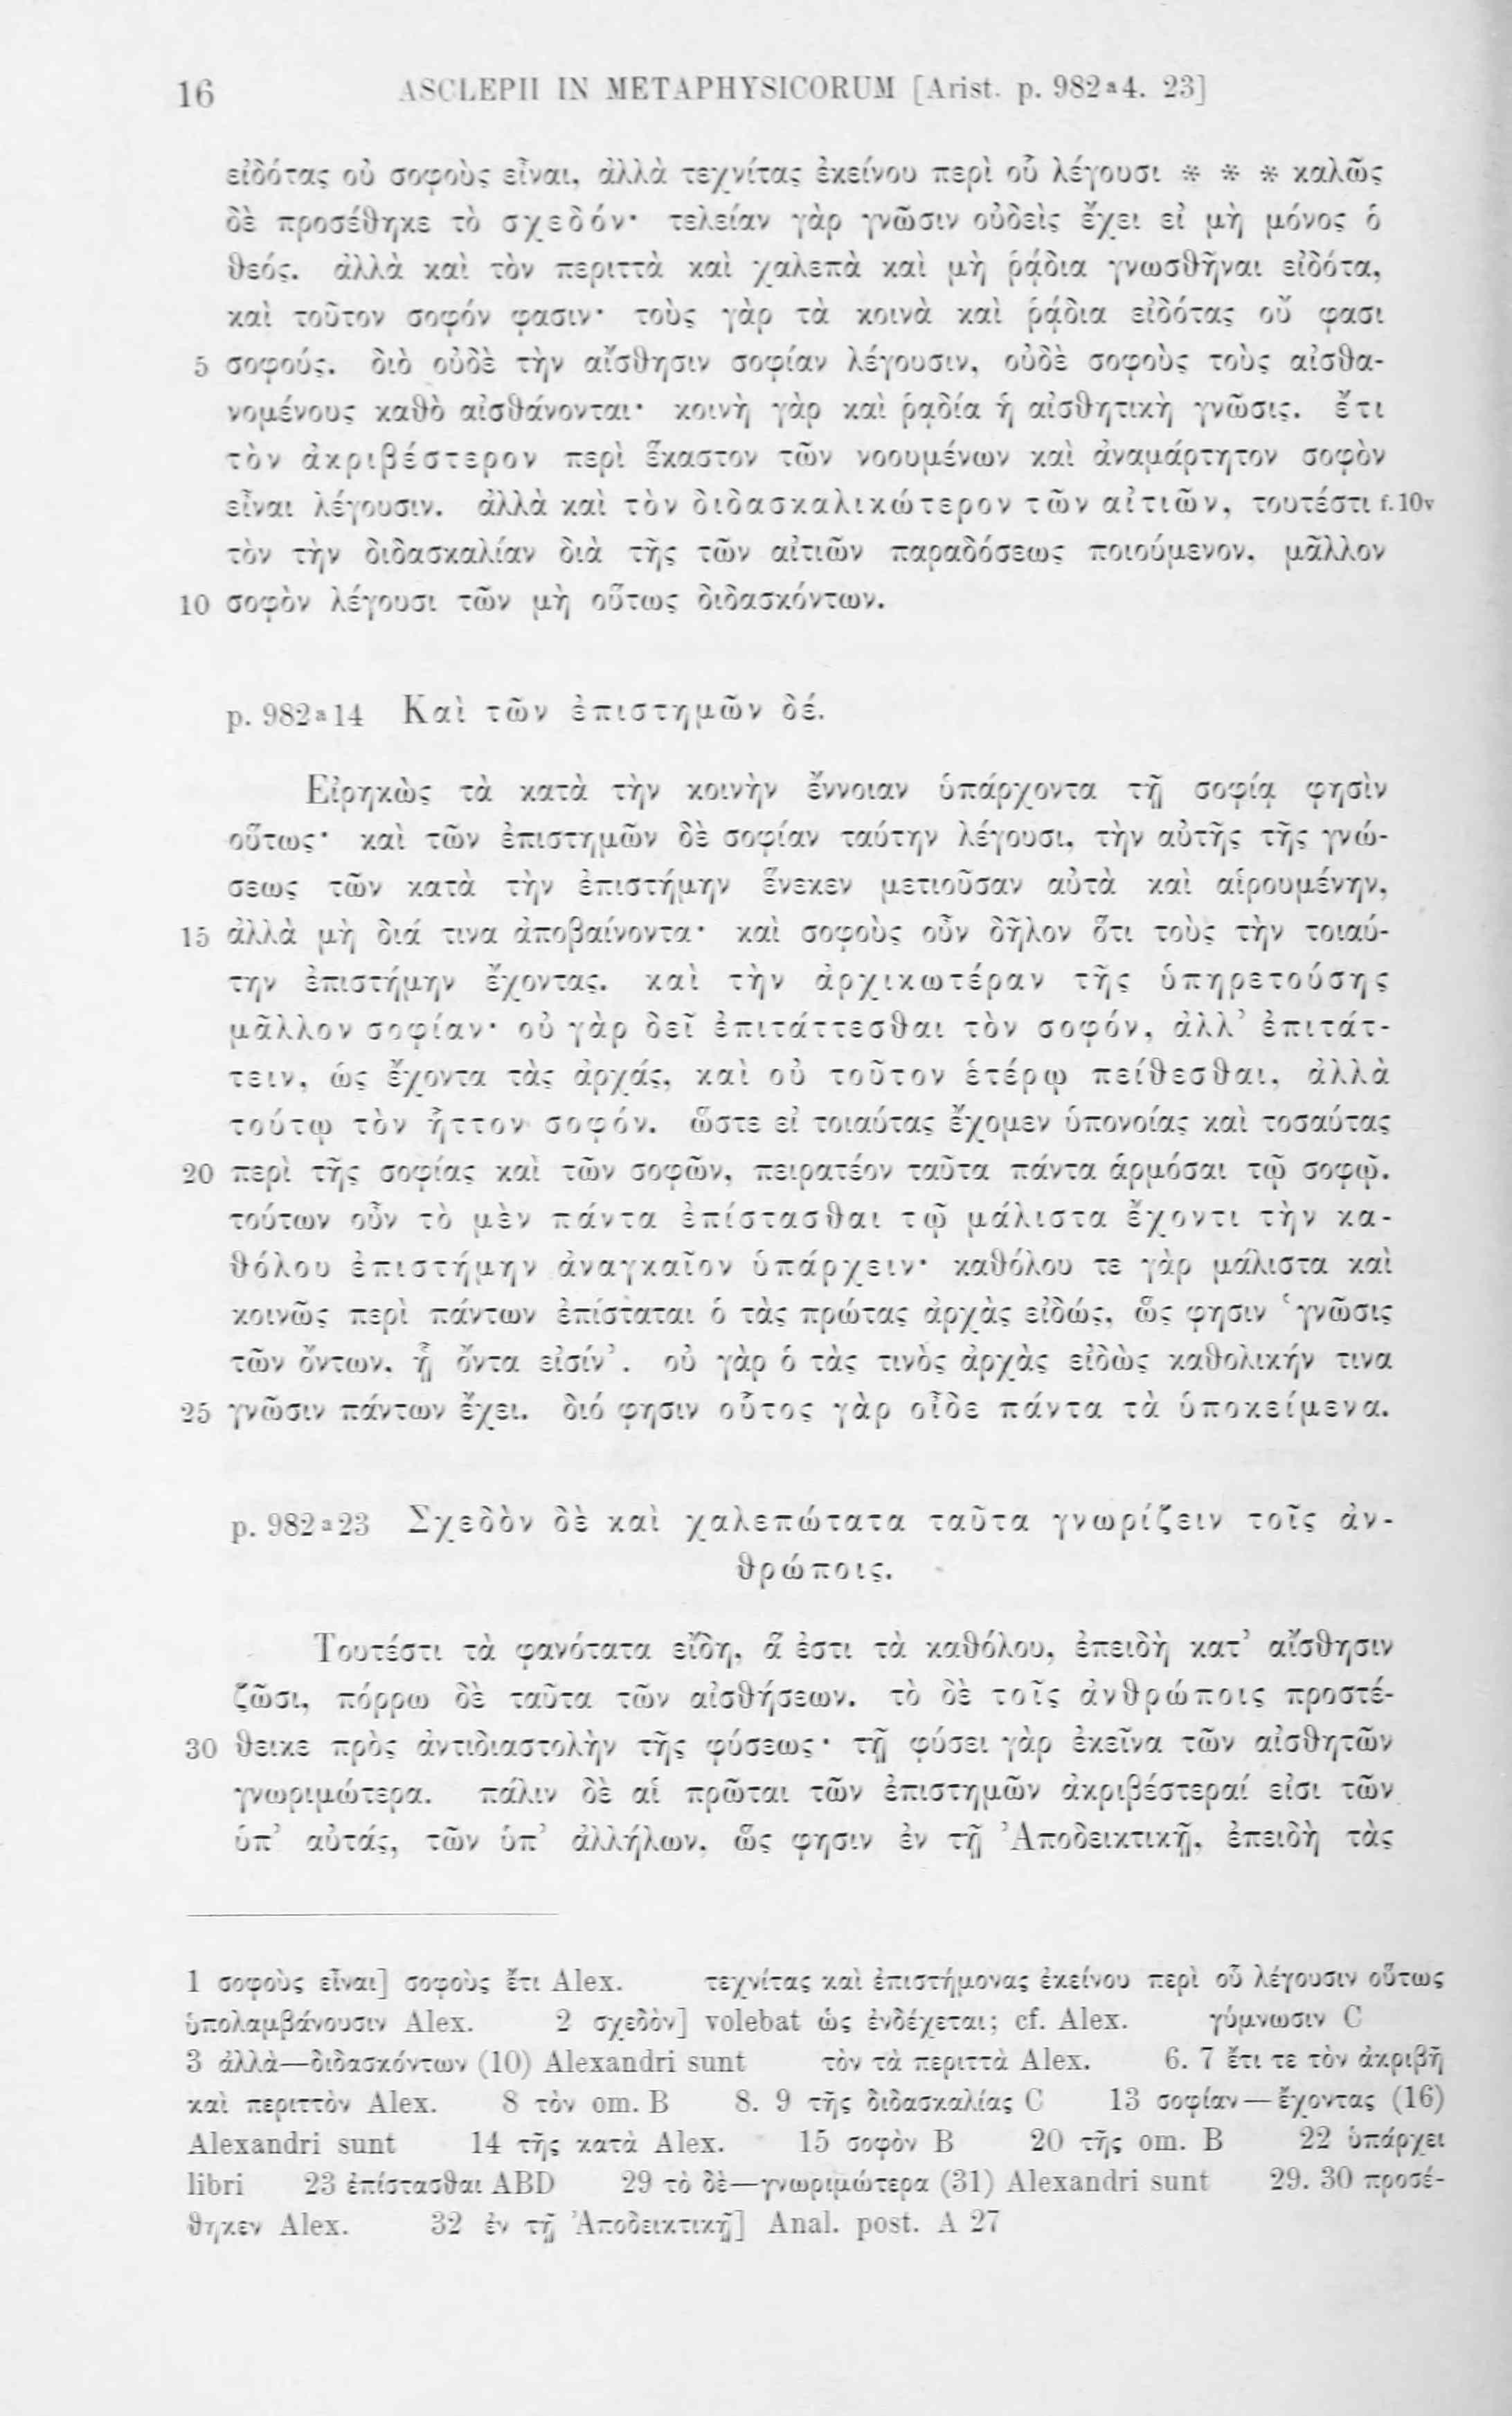 16 ASCLEPII IN METAPHYSICORUM [Arist. p. 982ᵃ4. 23]
εἰδότας οὐ σοφοὺς εἶναι, ἀλλὰ τεχνίτας ἐκείνου περὶ οὗ λέγουσι * * * καλῶς
δὲ προσέθηκε τὸ σχεδόν· τελείαν γὰρ γνῶσιν οὐδεὶς ἔχει εἰ μὴ μόνος ὁ
θεός. ἀλλὰ καὶ τὸν περιττὰ καὶ χαλεπὰ καὶ μὴ ῥᾴδια γνωσθῆναι εἰδότα,
καὶ τοῦτον σοφόν φασιν· τοὺς γὰρ τὰ κοινὰ καὶ ῥᾴδια εἰδότας οὔ φασι
5 σοφούς. διὸ οὐδὲ τὴν αἴσθησιν σοφίαν λέγουσιν, οὐδὲ σοφοὺς τοὺς αἰσθα-
νομένους καθὸ αἰσθάνονται· κοινὴ γὰρ καὶ ῥᾳδία ἡ αἰσθητικὴ γνῶσις. ἔτι
τὸν ἀκριβέστερον περὶ ἕκαστον τῶν νοουμένων καὶ ἀναμάρτητον σοφὸν
εἶναι λέγουσιν. ἀλλὰ καὶ τὸν διδασκαλικώτερον τῶν αἰτιῶν, τουτέστι f. 10v
τὸν τὴν διδασκαλίαν διὰ τῆς τῶν αἰτιῶν παραδόσεως ποιούμενον, μᾶλλον
10 σοφὸν λέγουσι τῶν μὴ οὕτως διδασκόντων.
p. 982ᵃ14 Καὶ τῶν ἐπιστημῶν δέ.
Εἰρηκὼς τὰ κατὰ τὴν κοινὴν ἔννοιαν ὑπάρχοντα τῇ σοφίᾳ φησὶν
οὕτως· καὶ τῶν ἐπιστημῶν δὲ σοφίαν ταύτην λέγουσι, τὴν αὐτῆς τῆς γνώ-
σεως τῶν κατὰ τὴν ἐπιστήμην ἕνεκεν μετιοῦσαν αὐτὰ καὶ αἱρουμένην,
15 ἀλλὰ μὴ διά τινα ἀποβαίνοντα· καὶ σοφοὺς οὖν δῆλον ὅτι τοὺς τὴν τοιαύ-
την ἐπιστήμην ἔχοντας. καὶ τὴν ἀρχικωτέραν τῆς ὑπηρετούσης
μᾶλλον σοφίαν· οὐ γὰρ δεῖ ἐπιτάττεσθαι τὸν σοφόν, ἀλλ’ ἐπιτάτ-
τειν, ὡς ἔχοντα τὰς ἀρχάς, καὶ οὐ τοῦτον ἑτέρῳ πείθεσθαι, ἀλλὰ
τούτῳ τὸν ἧττον σοφόν. ὥστε εἰ τοιαύτας ἔχομεν ὑπονοίας καὶ τοσαύτας
20 περὶ τῆς σοφίας καὶ τῶν σοφῶν, πειρατέον ταῦτα πάντα ἁρμόσαι τῷ σοφῷ.
τούτων οὖν τὸ μὲν πάντα ἐπίστασθαι τῷ μάλιστα ἔχοντι τὴν κα-
θόλου ἐπιστήμην ἀναγκαῖον ὑπάρχειν· καθόλου τε γὰρ μάλιστα καὶ
κοινῶς περὶ πάντων ἐπίσταται ὁ τὰς πρώτας ἀρχὰς εἰδώς, ὥς φησιν ‘γνῶσις
τῶν ὄντων, ᾗ ὄντα εἰσίν’. οὐ γὰρ ὁ τὰς τινὸς ἀρχὰς εἰδὼς καθολικήν τινα
25 γνῶσιν πάντων ἔχει. διό φησιν οὗτος γὰρ οἶδε πάντα τὰ ὑποκείμενα.
p. 982ᵃ23 Σχεδὸν δὲ καὶ χαλεπώτατα ταῦτα γνωρίζειν τοῖς ἀν-
θρώποις.
Τουτέστι τὰ φανότατα εἴδη, ἅ ἐστι τὰ καθόλου, ἐπειδὴ κατ’ αἴσθησιν
ζῶσι, πόρρω δὲ ταῦτα τῶν αἰσθήσεων. τὸ δὲ τοῖς ἀνθρώποις προστέ-
30 θεικε πρὸς ἀντιδιαστολὴν τῆς φύσεως· τῇ φύσει γὰρ ἐκεῖνα τῶν αἰσθητῶν
γνωριμώτερα. πάλιν δὲ αἱ πρῶται τῶν ἐπιστημῶν ἀκριβέστεραί εἰσι τῶν
ὑπ’ αὐτάς, τῶν ὑπ’ ἀλλήλων, ὥς φησιν ἐν τῇ Ἀποδεικτικῇ, ἐπειδὴ τὰς
1 σοφοὺς εἶναι] σοφοὺς ἔτι Alex. τεχνίτας καὶ ἐπιστήμονας ἐκείνου περὶ οὗ λέγουσιν οὕτως
ὑπολαμβάνουσιν Alex. 2 σχεδὸν] volebat ὡς ἐνδέχεται; cf. Alex. γύμνωσιν C
3 ἀλλὰ—διδασκόντων (10) Alexandri sunt τὸν τὰ περιττὰ Alex. 6. 7 ἔτι τε τὸν ἀκριβῆ
καὶ περιττὸν Alex. 8 τὸν om. B 8. 9 τῆς διδασκαλίας C 13 σοφίαν—ἔχοντας (16)
Alexandri sunt 14 τῆς κατὰ Alex. 15 σοφὸν B 20 τῆς om. B 22 ὑπάρχει
libri 23 ἐπίστασθαι ABD 29 τὸ δὲ—γνωριμώτερα (31) Alexandri sunt 29. 30 προσέ-
θηκεν Alex. 32 ἐν τῇ Ἀποδεικτικῇ] Anal. post. A 27